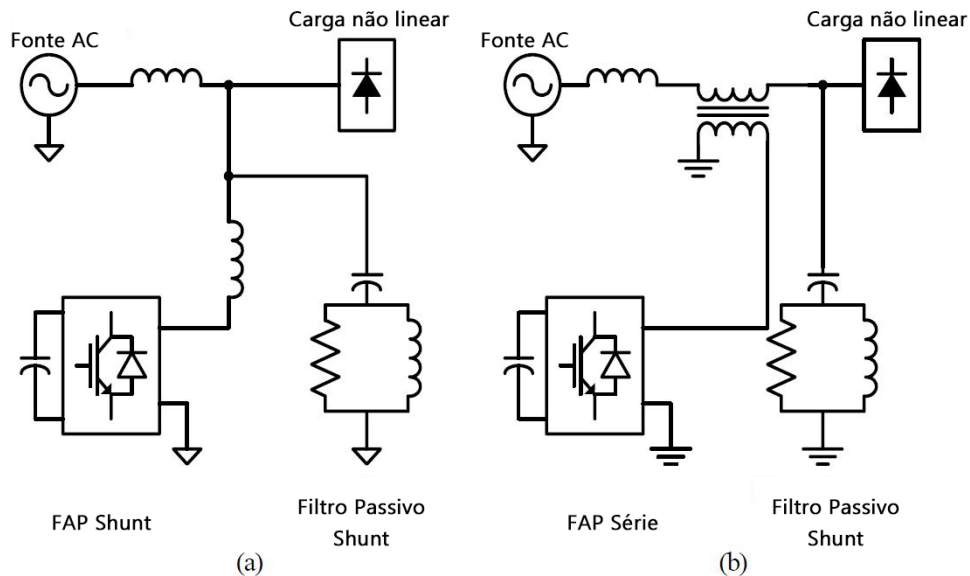 Fonte AC
Carga não linear
FAP Shunt
Filtro Passivo
Shunt
(a)
Fonte AC
Carga não linear
FAP Série
Filtro Passivo
Shunt
(b)